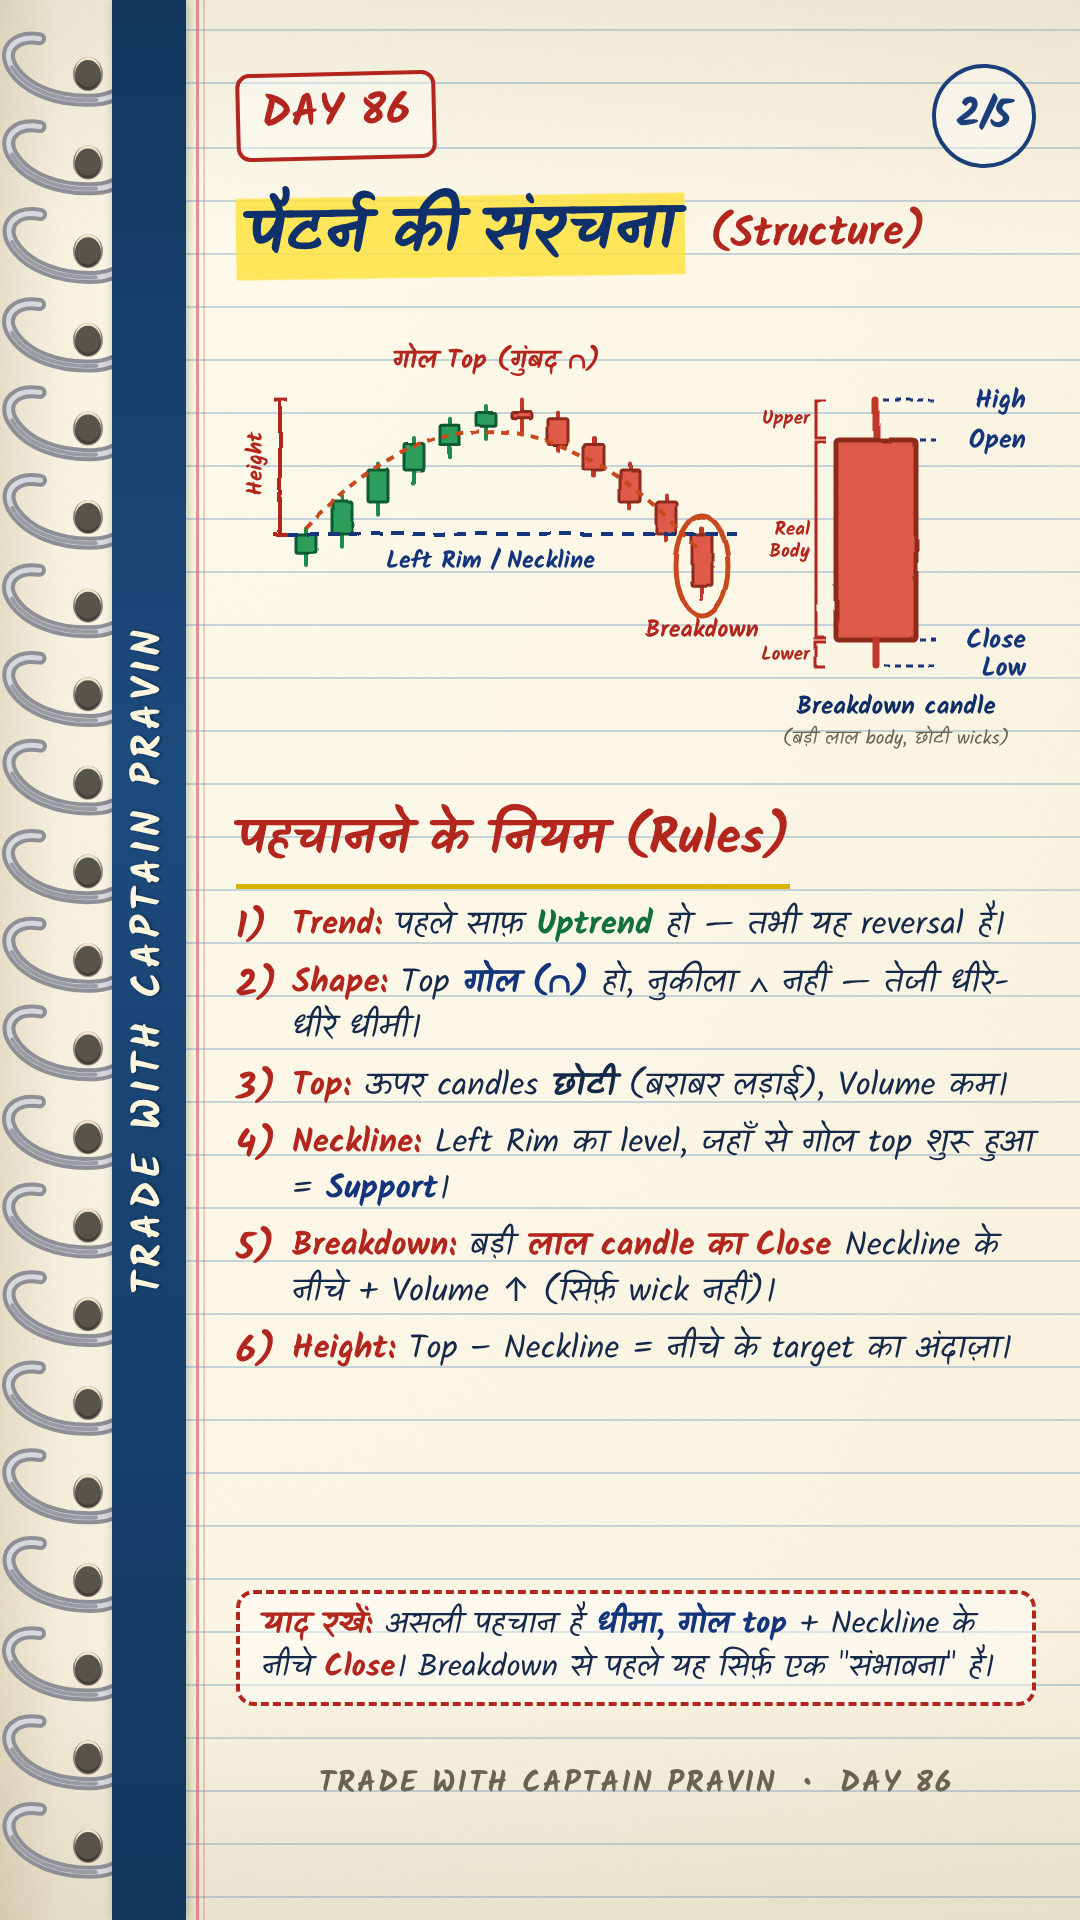 DAY 86
2/5
पैटर्न की संरचना (Structure)
गोल Top (गुंबद ∩)
Height
Left Rim / Neckline
Breakdown
Upper
Real
Body
Lower
High
Open
Close
Low
Breakdown candle
(बड़ी लाल body, छोटी wicks)
पहचानने के नियम (Rules)
1) Trend: पहले साफ़ Uptrend हो — तभी यह reversal है।
2) Shape: Top गोल (∩) हो, नुकीला ∧ नहीं — तेजी धीरे-
धीरे धीमी।
3) Top: ऊपर candles छोटी (बराबर लड़ाई), Volume कम।
4) Neckline: Left Rim का level, जहाँ से गोल top शुरू हुआ
= Support।
5) Breakdown: बड़ी लाल candle का Close Neckline के
नीचे + Volume ↑ (सिर्फ़ wick नहीं)।
6) Height: Top − Neckline = नीचे के target का अंदाज़ा।
याद रखें: असली पहचान है धीमा, गोल top + Neckline के
नीचे Close। Breakdown से पहले यह सिर्फ़ एक "संभावना" है।
TRADE WITH CAPTAIN PRAVIN · DAY 86
TRADE WITH CAPTAIN PRAVIN